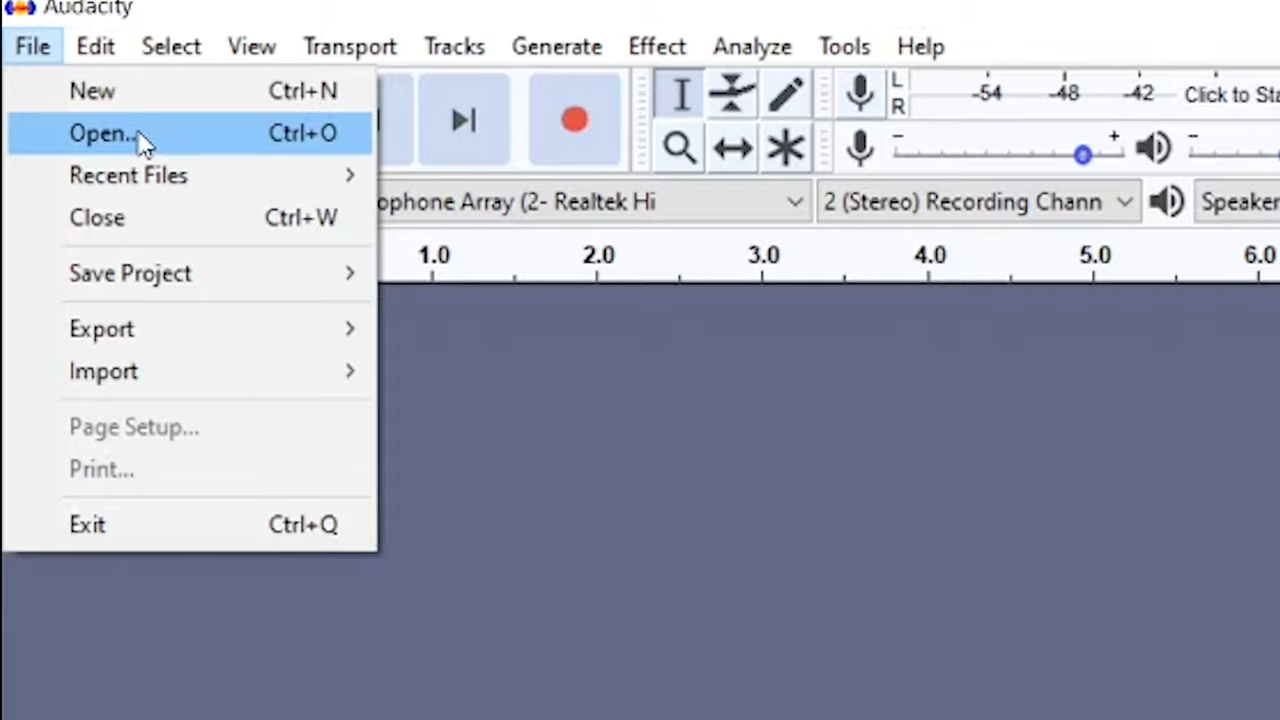 Audacity
File Edit Select View Transport Tracks Generate Effect Analyze Tools Help
New Ctrl+N
Open... Ctrl+O
Recent Files
Close Ctrl+W
Save Project
Export
Import
Page Setup...
Print...
Exit Ctrl+Q
L
R
-54 -48 -42 Click to Sta
- + -
ophone Array (2- Realtek Hi 2 (Stereo) Recording Chann Speaker
1.0 2.0 3.0 4.0 5.0 6.0